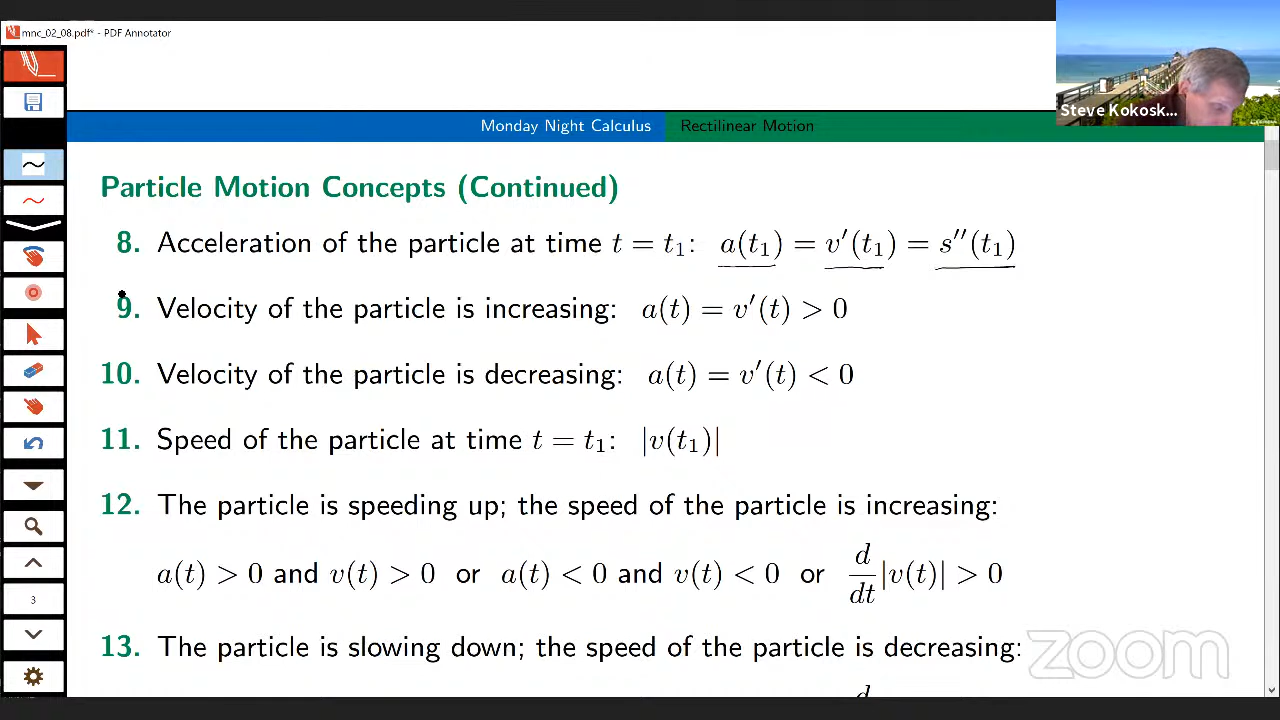 mnc_02_08.pdf* - PDF Annotator
Steve Kokosk...
Monday Night Calculus Rectilinear Motion
Particle Motion Concepts (Continued)
8. Acceleration of the particle at time t = t₁: a(t₁) = v′(t₁) = s′′(t₁)
9. Velocity of the particle is increasing: a(t) = v′(t) > 0
10. Velocity of the particle is decreasing: a(t) = v′(t) < 0
11. Speed of the particle at time t = t₁: |v(t₁)|
12. The particle is speeding up; the speed of the particle is increasing:
a(t) > 0 and v(t) > 0 or a(t) < 0 and v(t) < 0 or d/dt |v(t)| > 0
3
13. The particle is slowing down; the speed of the particle is decreasing:
zoom